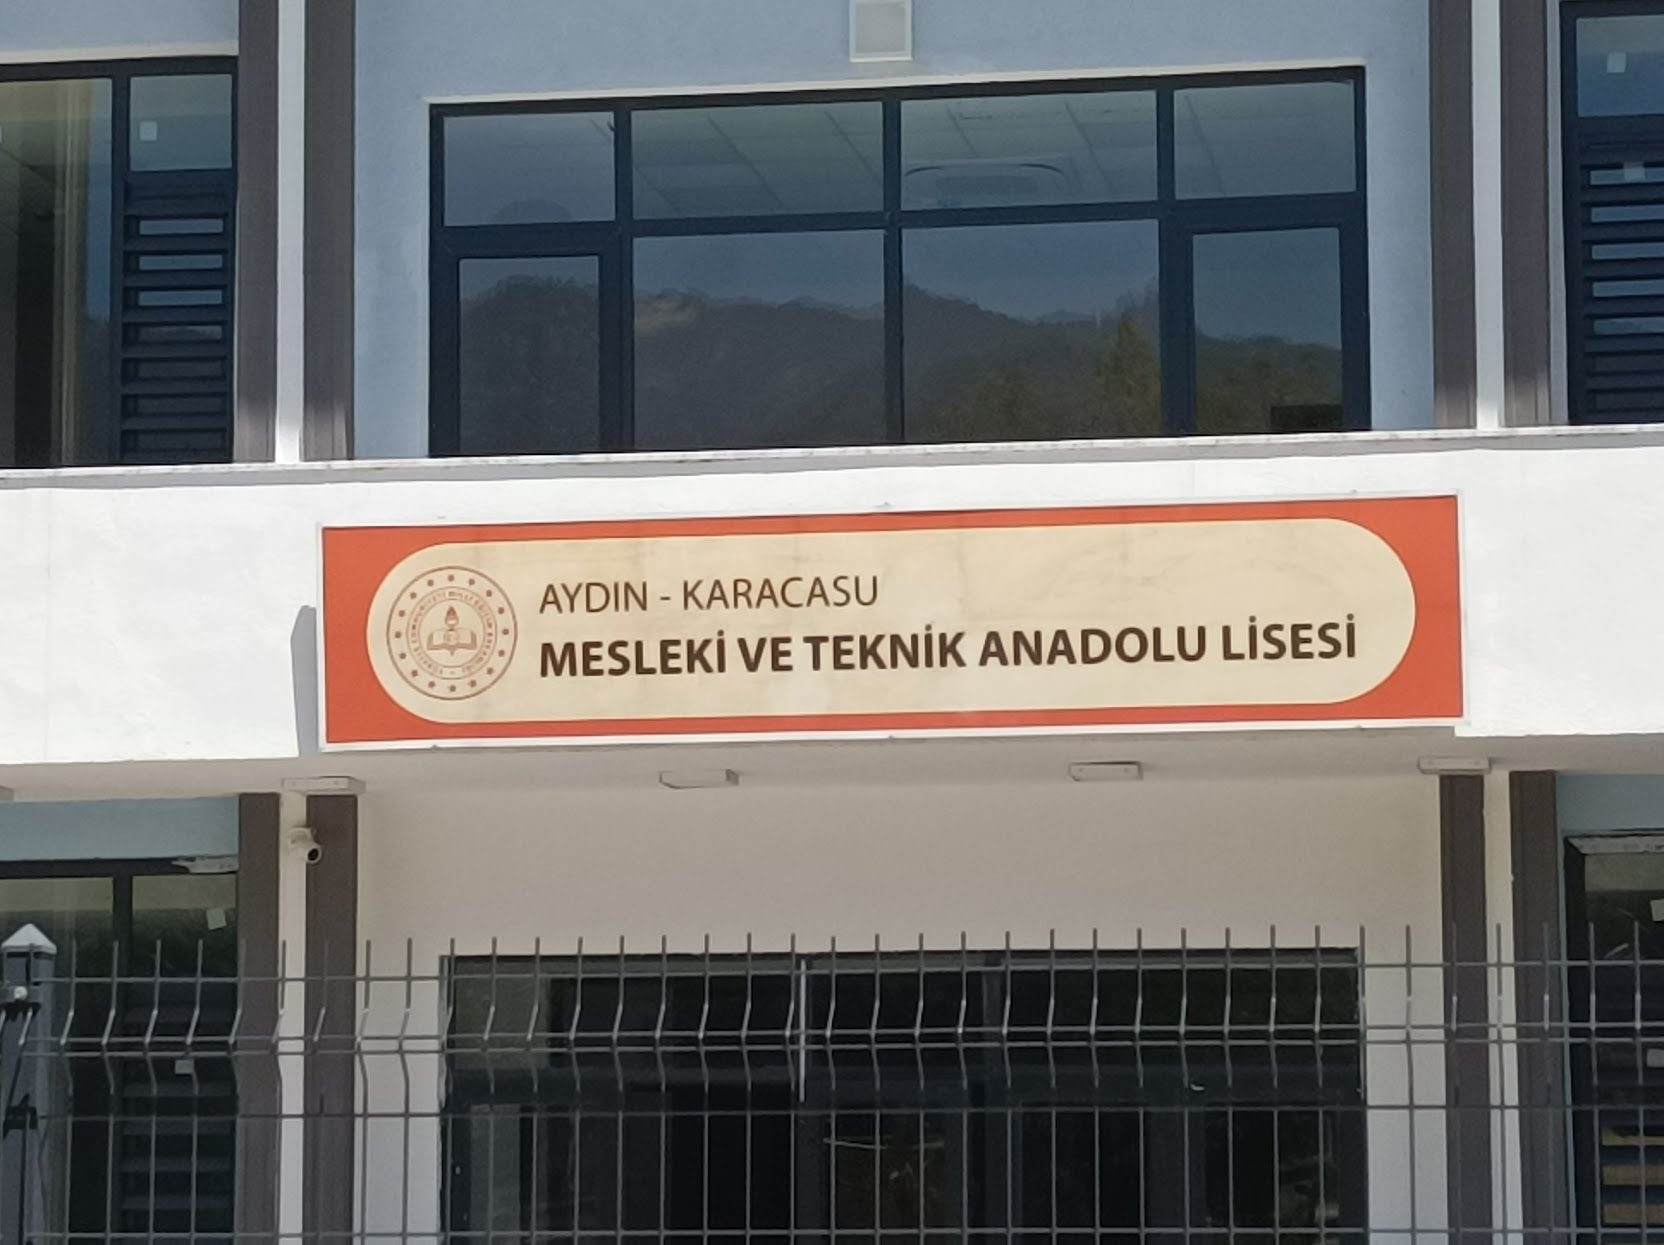 AYDIN - KARACASU
MESLEKİ VE TEKNİK ANADOLU LİSESİ